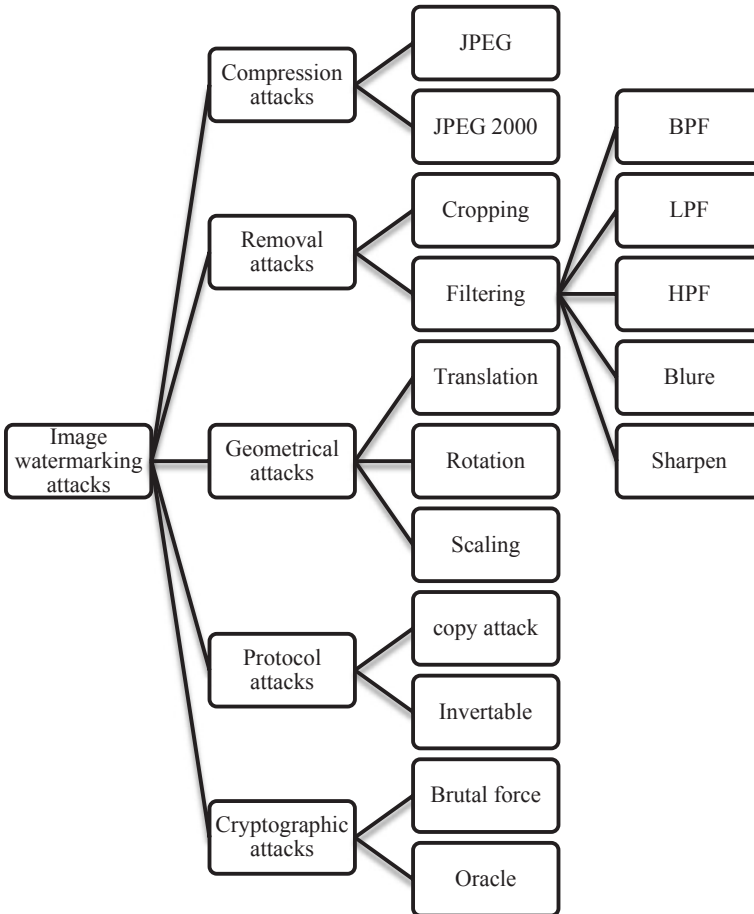 Image
watermarking
attacks
Compression
attacks
JPEG
JPEG 2000
Removal
attacks
Cropping
Filtering
BPF
LPF
HPF
Blure
Sharpen
Geometrical
attacks
Translation
Rotation
Scaling
Protocol
attacks
copy attack
Invertable
Cryptographic
attacks
Brutal force
Oracle